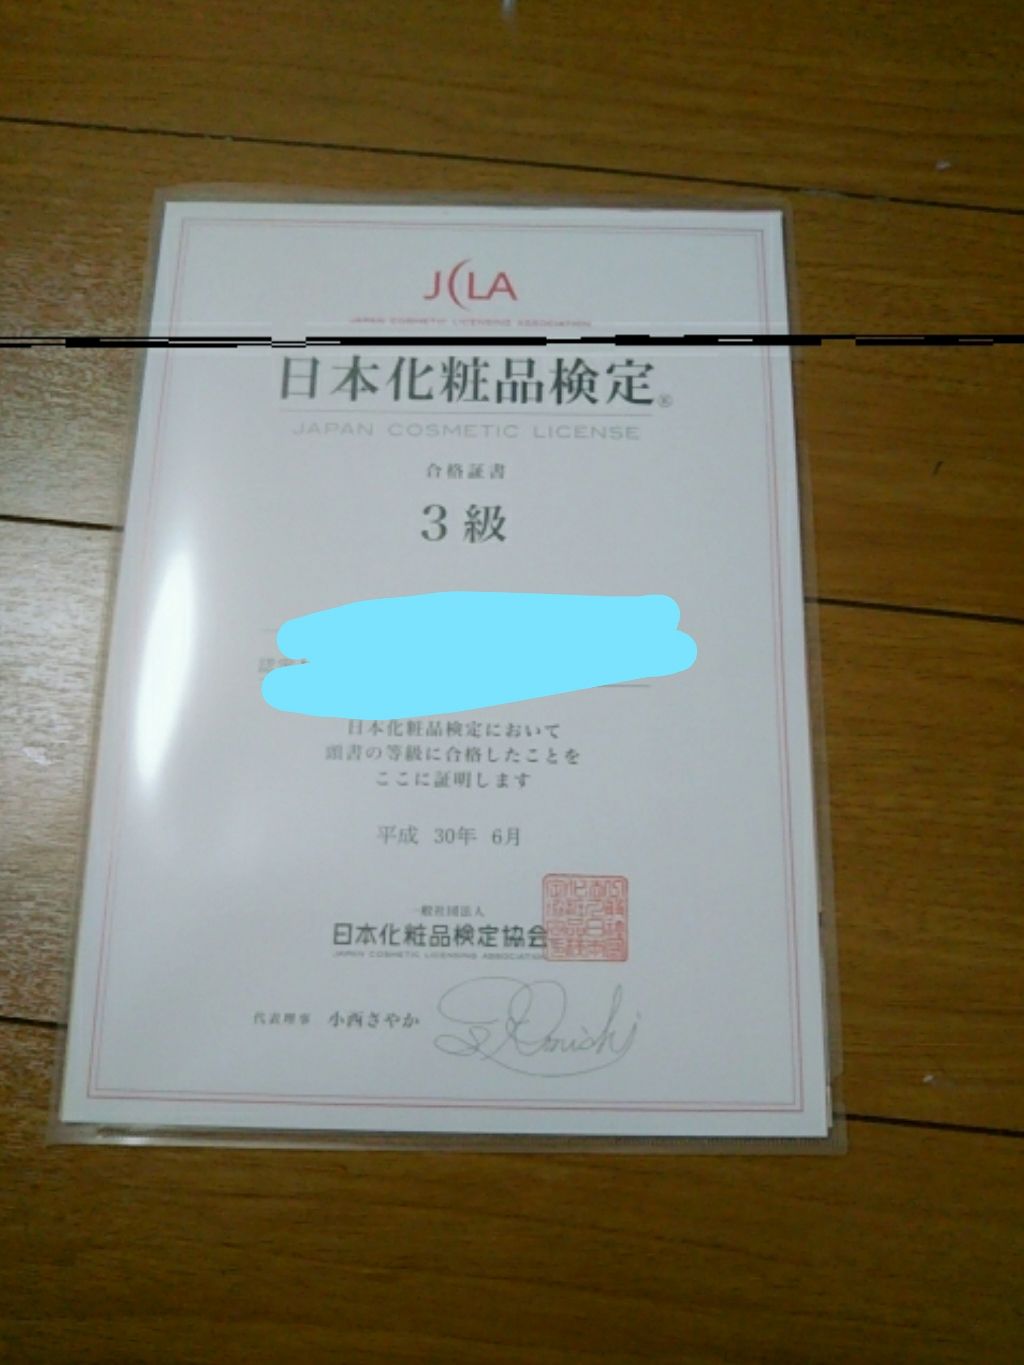 JCLA
JAPAN COSMETIC LICENSING ASSOCIATION
日本化粧品検定®
JAPAN COSMETIC LICENSE
合格証書
3級
日本化粧品検定において
頭書の等級に合格したことを
ここに証明します
平成 30年 6月
一般社団法人
日本化粧品検定協会
JAPAN COSMETIC LICENSING ASSOCIATION
代表理事 小西さやか